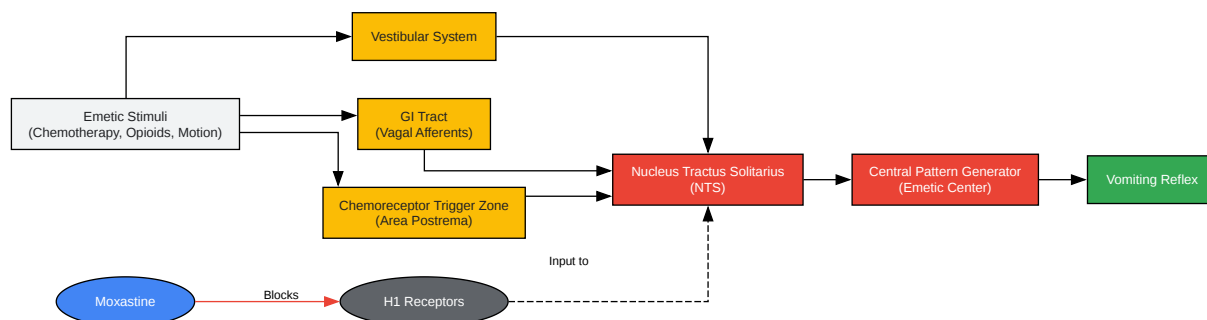 Vestibular System
Emetic Stimuli
(Chemotherapy, Opioids, Motion)
GI Tract
(Vagal Afferents)
Nucleus Tractus Solitarius
(NTS)
Central Pattern Generator
(Emetic Center)
Vomiting Reflex
Chemoreceptor Trigger Zone
(Area Postrema)
Input to
Moxastine
Blocks
H1 Receptors